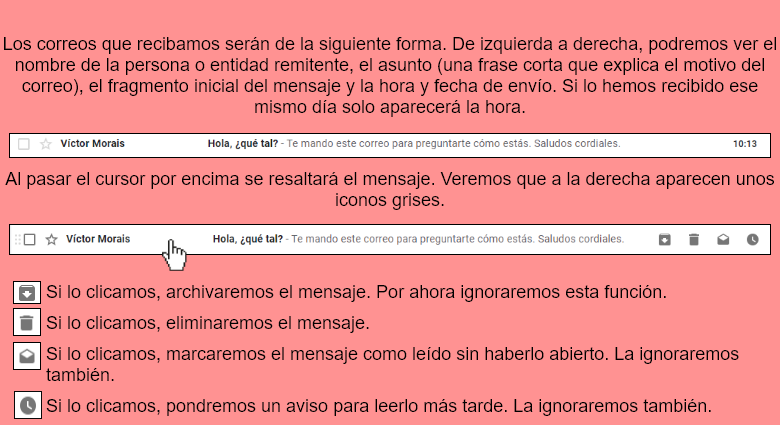 Los correos que recibamos serán de la siguiente forma. De izquierda a derecha, podremos ver el
nombre de la persona o entidad remitente, el asunto (una frase corta que explica el motivo del
correo), el fragmento inicial del mensaje y la hora y fecha de envío. Si lo hemos recibido ese
mismo día solo aparecerá la hora.
Víctor Morais Hola, ¿qué tal? - Te mando este correo para preguntarte cómo estás. Saludos cordiales. 10:13
Al pasar el cursor por encima se resaltará el mensaje. Veremos que a la derecha aparecen unos
iconos grises.
Víctor Morais Hola, ¿qué tal? - Te mando este correo para preguntarte cómo estás. Saludos cordiales.
Si lo clicamos, archivaremos el mensaje. Por ahora ignoraremos esta función.
Si lo clicamos, eliminaremos el mensaje.
Si lo clicamos, marcaremos el mensaje como leído sin haberlo abierto. La ignoraremos
también.
Si lo clicamos, pondremos un aviso para leerlo más tarde. La ignoraremos también.